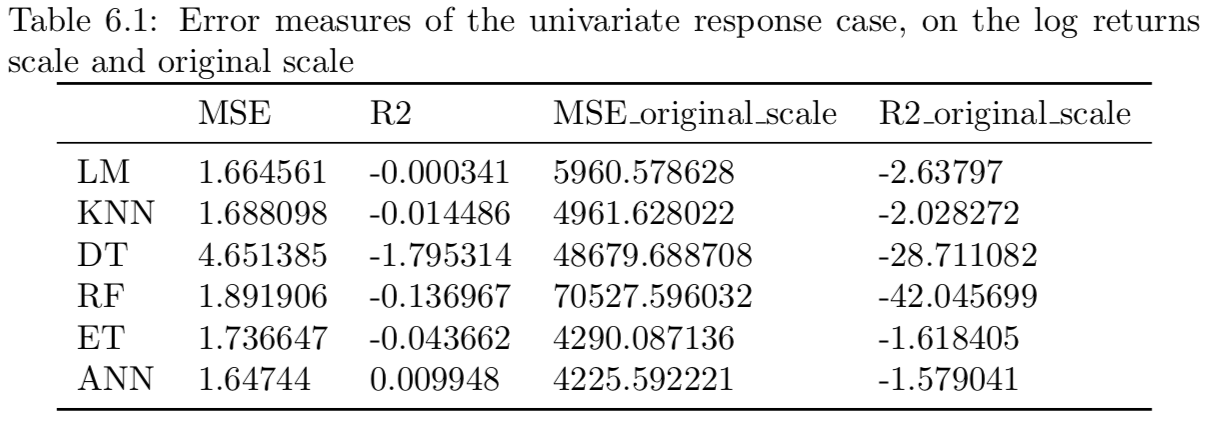 Table 6.1: Error measures of the univariate response case, on the log returns
scale and original scale
MSE R2 MSE_original_scale R2_original_scale
LM 1.664561 -0.000341 5960.578628 -2.63797
KNN 1.688098 -0.014486 4961.628022 -2.028272
DT 4.651385 -1.795314 48679.688708 -28.711082
RF 1.891906 -0.136967 70527.596032 -42.045699
ET 1.736647 -0.043662 4290.087136 -1.618405
ANN 1.64744 0.009948 4225.592221 -1.579041